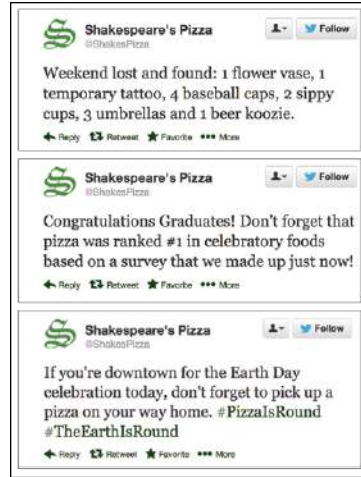 Shakespeare's Pizza
@ShakesPizza
Follow
Weekend lost and found: 1 flower vase, 1
temporary tattoo, 4 baseball caps, 2 sippy
cups, 3 umbrellas and 1 beer koozie.
Reply Retweet Favorite More
Shakespeare's Pizza
@ShakesPizza
Follow
Congratulations Graduates! Don't forget that
pizza was ranked #1 in celebratory foods
based on a survey that we made up just now!
Reply Retweet Favorite More
Shakespeare's Pizza
@ShakesPizza
Follow
If you're downtown for the Earth Day
celebration today, don't forget to pick up a
pizza on your way home. #PizzaIsRound
#TheEarthIsRound
Reply Retweet Favorite More